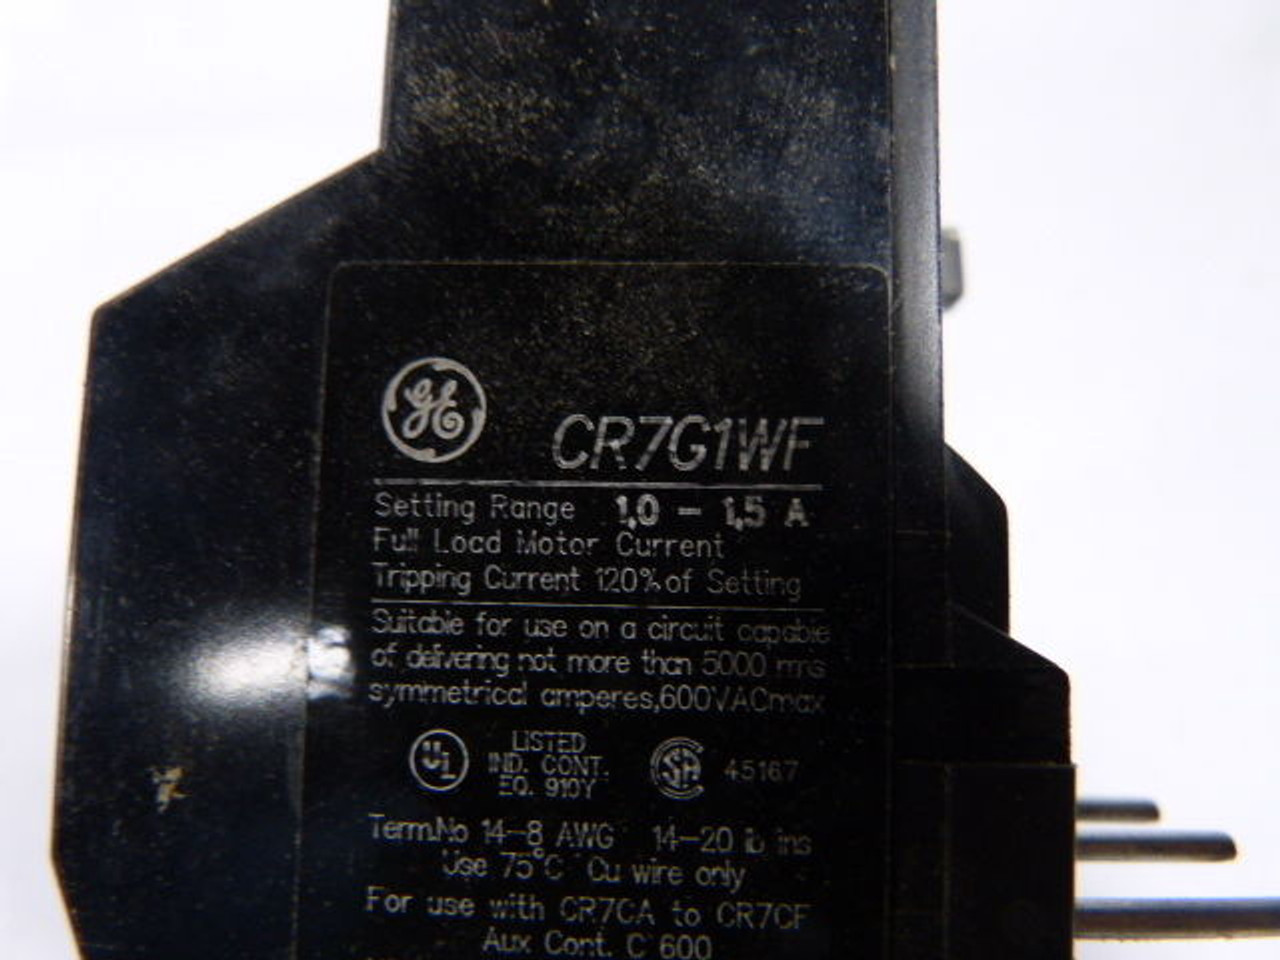 GE
CR7G1WF
Setting Range 1.0 - 1.5 A
Full Load Motor Current
Tripping Current 120% of Setting
Suitable for use on a circuit capable
of delivering not more than 5000 rms
symmetrical amperes,600VACmax
UL
LISTED
IND. CONT.
EQ. 910Y
SA
45167
Term.No 14-8 AWG 14-20 lb ins
Use 75°C Cu wire only
For use with CR7CA to CR7CF
Aux Cont. C 600